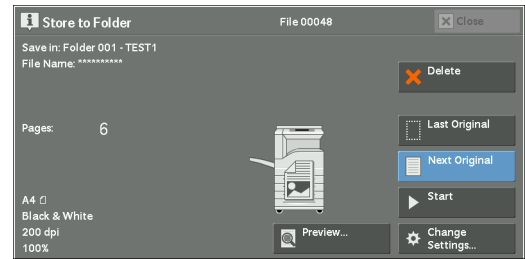 Store to Folder
File 00048
Close
Save in: Folder 001 - TEST1
File Name: **********
Delete
Pages: 6
Last Original
Next Original
A4
Start
Black & White
200 dpi
100%
Preview...
Change
Settings...